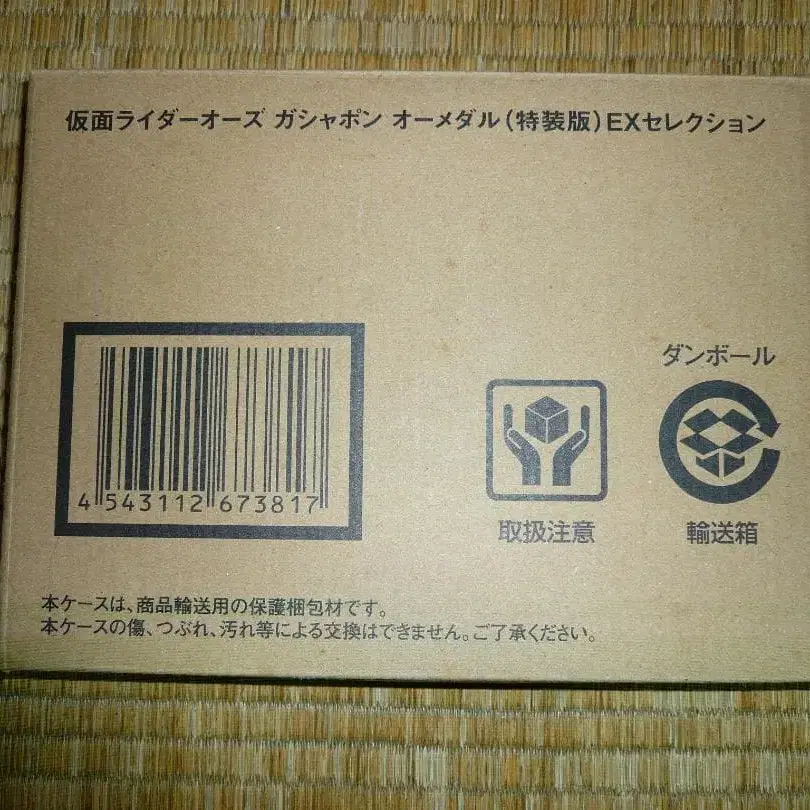 仮面ライダーオーズ ガシャポン オーメダル(特装版)EXセレクション
ダンボール
4 543112 673817
取扱注意
輸送箱
本ケースは、商品輸送用の保護梱包材です。
本ケースの傷、つぶれ、汚れ等による交換はできません。ご了承ください。